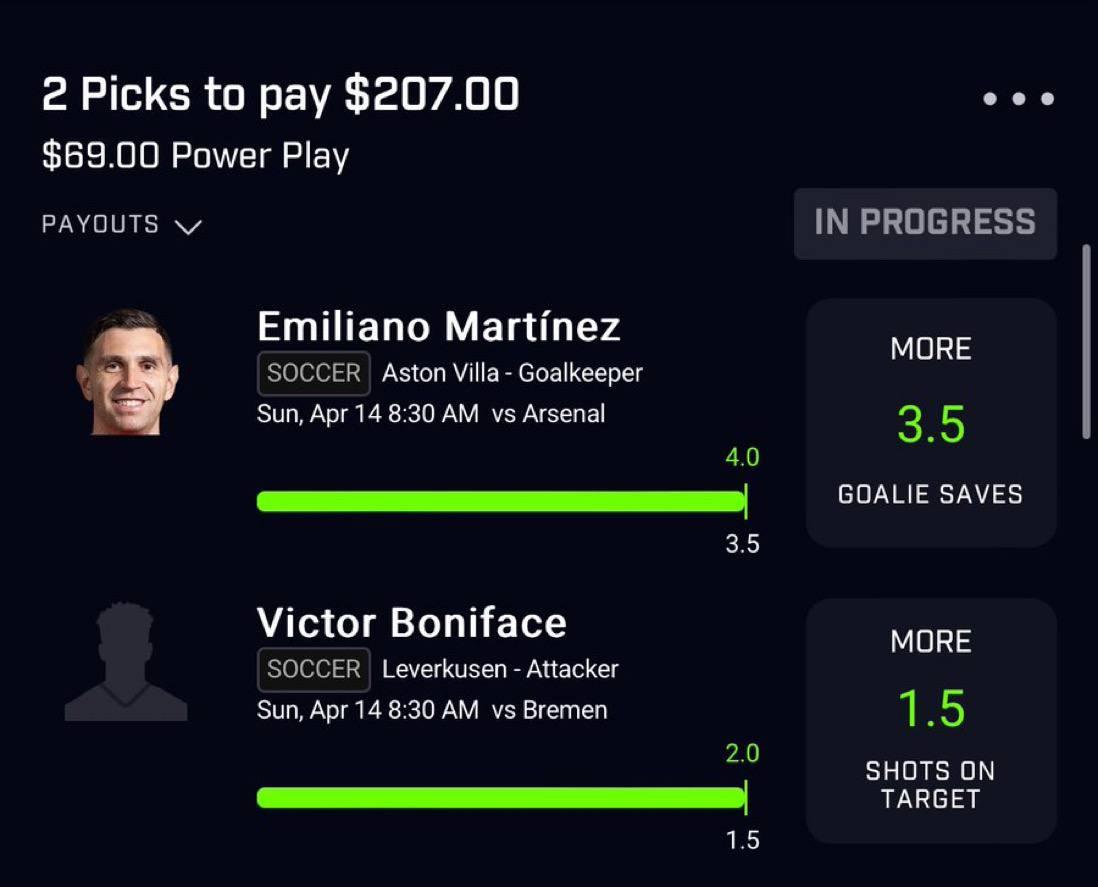 2 Picks to pay $207.00
$69.00 Power Play
PAYOUTS
IN PROGRESS
Emiliano Martínez
SOCCER Aston Villa - Goalkeeper
Sun, Apr 14 8:30 AM vs Arsenal
4.0
3.5
MORE
3.5
GOALIE SAVES
Victor Boniface
SOCCER Leverkusen - Attacker
Sun, Apr 14 8:30 AM vs Bremen
2.0
1.5
MORE
1.5
SHOTS ON
TARGET